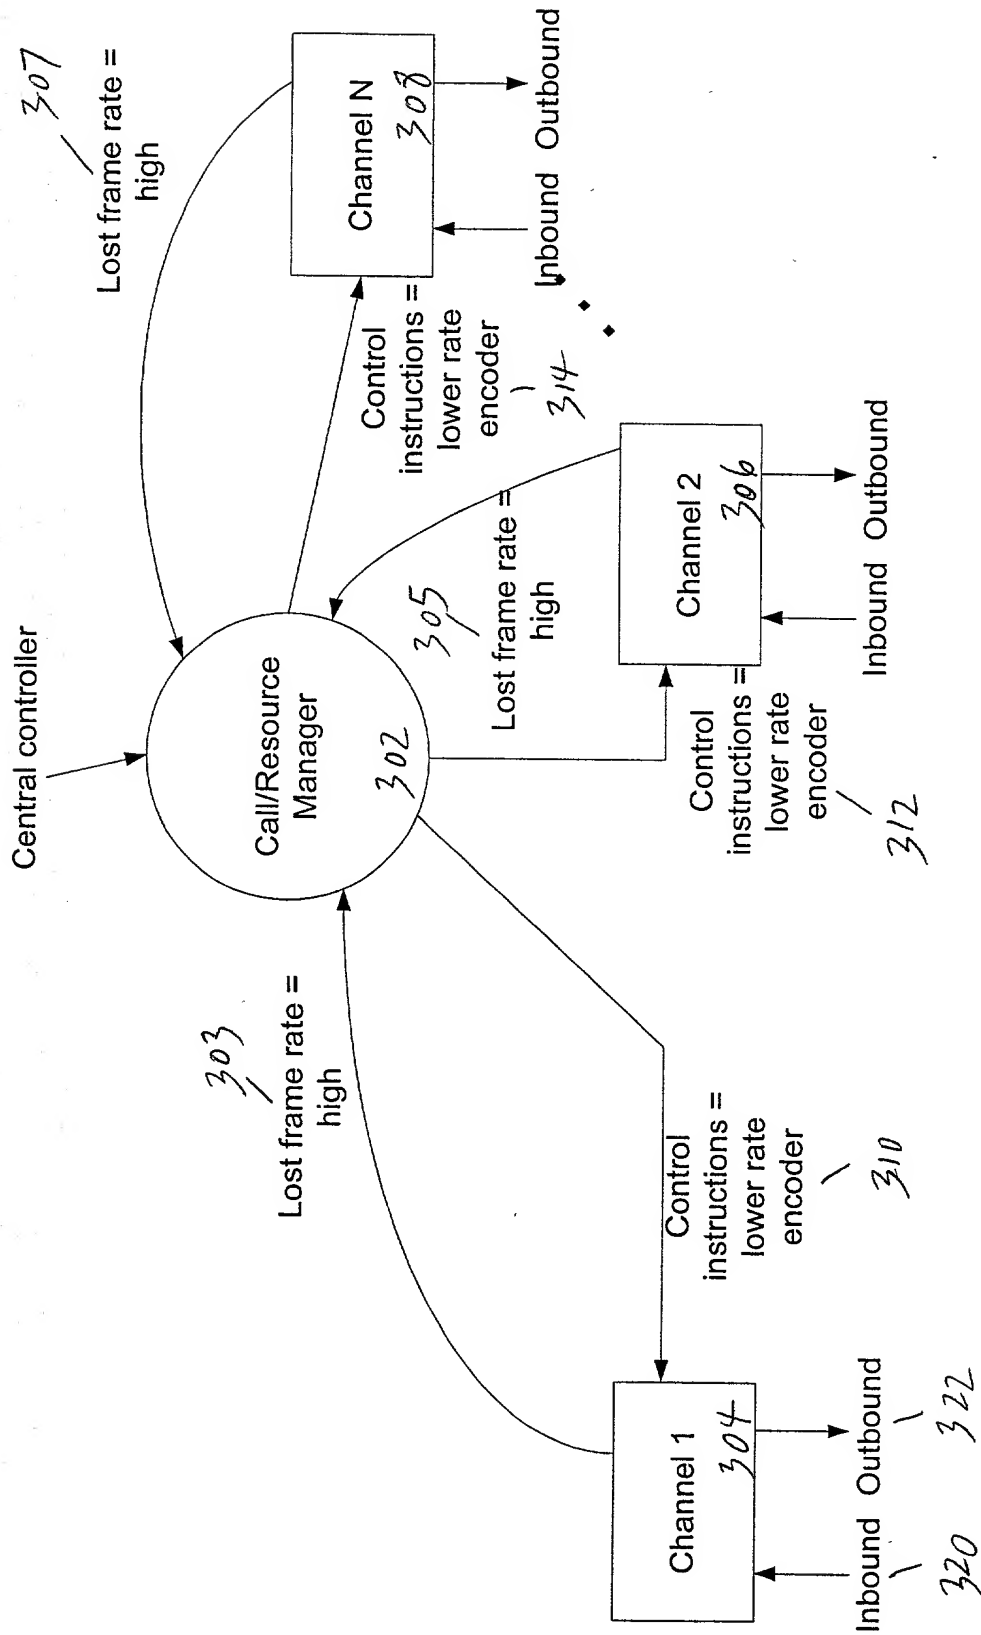 Central controller
307
Lost frame rate =
high
Call/Resource
Manager
302
303
Lost frame rate =
high
305
Lost frame rate =
high
Channel N
308
Inbound
Outbound
Control
instructions =
lower rate
encoder
314
Channel 2
306
Inbound
Outbound
Control
instructions =
lower rate
encoder
312
Control
instructions =
lower rate
encoder
310
Channel 1
304
Inbound
320
Outbound
322